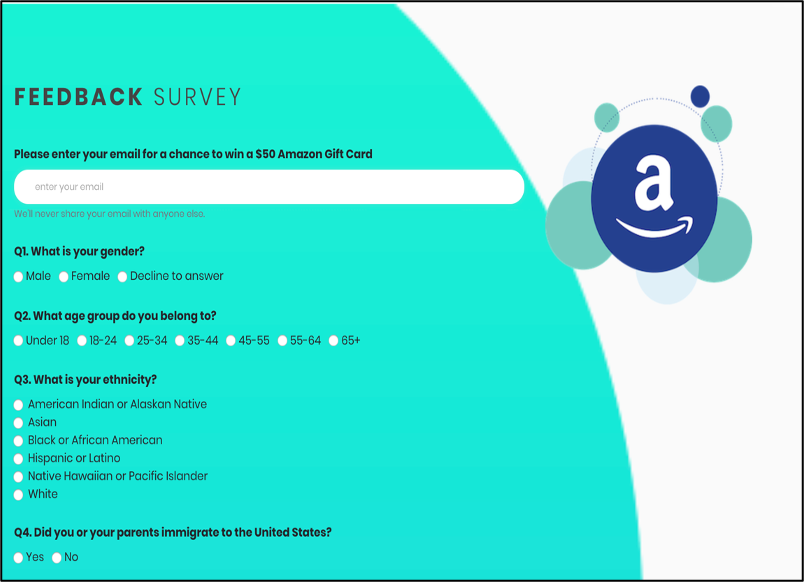 FEEDBACK SURVEY
Please enter your email for a chance to win a $50 Amazon Gift Card
enter your email
We'll never share your email with anyone else.
Q1. What is your gender?
Male Female Decline to answer
Q2. What age group do you belong to?
Under 18 18-24 25-34 35-44 45-55 55-64 65+
Q3. What is your ethnicity?
American Indian or Alaskan Native
Asian
Black or African American
Hispanic or Latino
Native Hawaiian or Pacific Islander
White
Q4. Did you or your parents immigrate to the United States?
Yes No
a